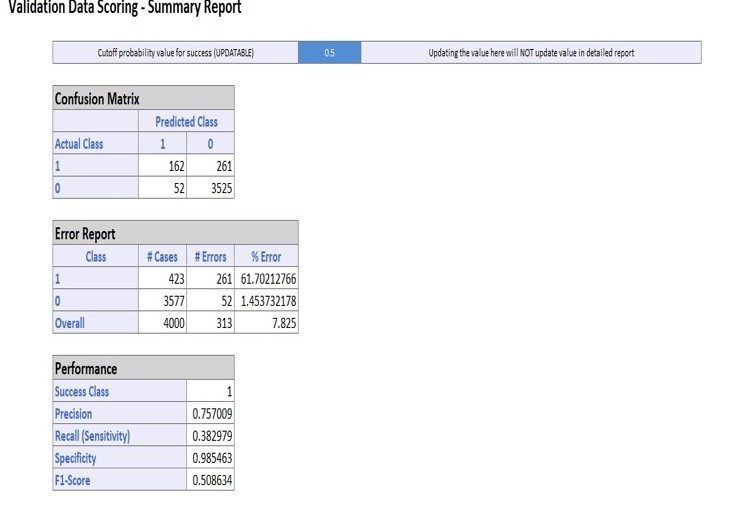 Validation Data Scoring - Summary Report
Cutoff probability value for success (UPDATABLE) 0.5 Updating the value here will NOT update value in detailed report
Confusion Matrix
Predicted Class
Actual Class 1 0
1 162 261
0 52 3525
Error Report
Class # Cases # Errors % Error
1 423 261 61.70212766
0 3577 52 1.453732178
Overall 4000 313 7.825
Performance
Success Class 1
Precision 0.757009
Recall (Sensitivity) 0.382979
Specificity 0.985463
F1-Score 0.508634